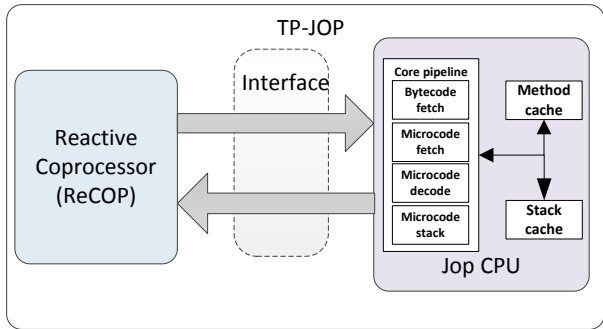 TP-JOP
Interface
Reactive
Coprocessor
(ReCOP)
Core pipeline
Bytecode
fetch
Microcode
fetch
Microcode
decode
Microcode
stack
Method
cache
Stack
cache
Jop CPU